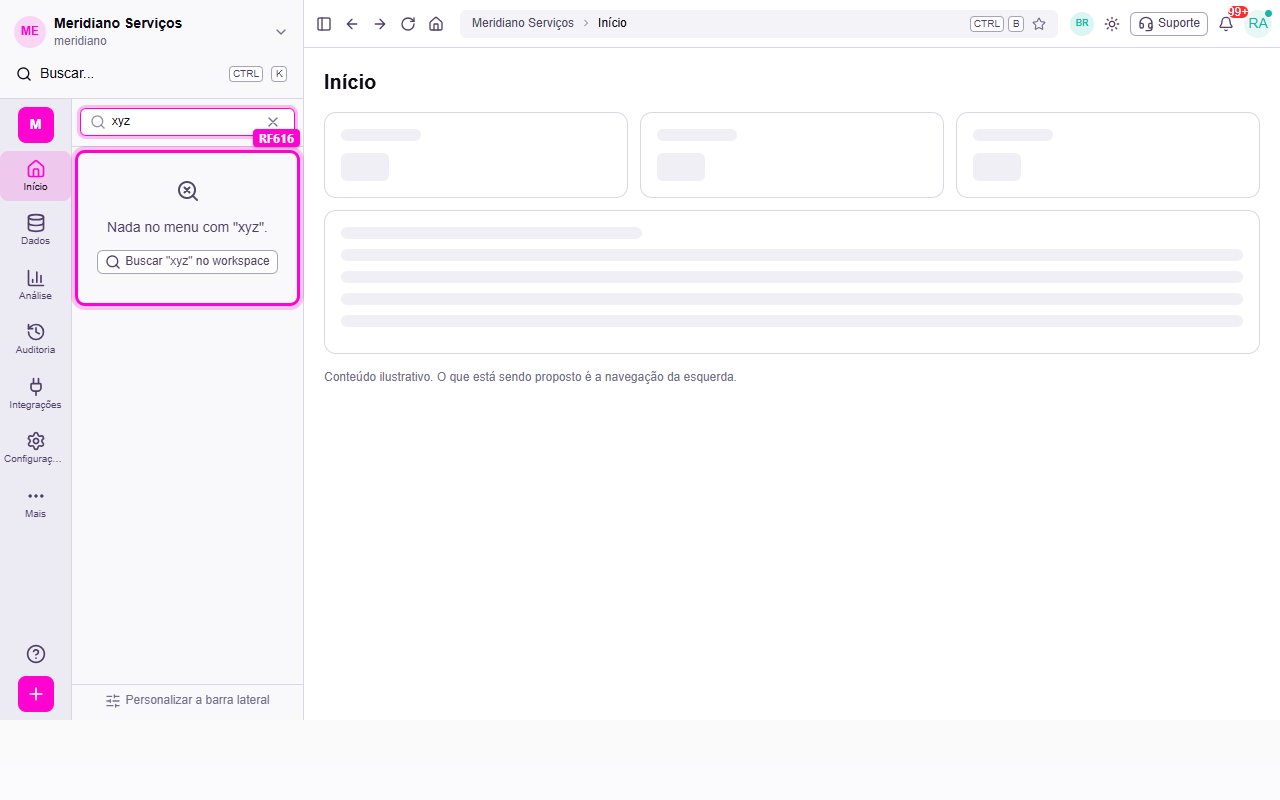 ME
Meridiano Serviços
meridiano
Buscar...
CTRL K
Meridiano Serviços > Início
CTRL B
BR
Suporte
99+
RA
M
xyz
RF616
Início
Dados
Análise
Auditoria
Integrações
Configuraç...
Mais
Nada no menu com "xyz".
Buscar "xyz" no workspace
Personalizar a barra lateral
Início
Conteúdo ilustrativo. O que está sendo proposto é a navegação da esquerda.